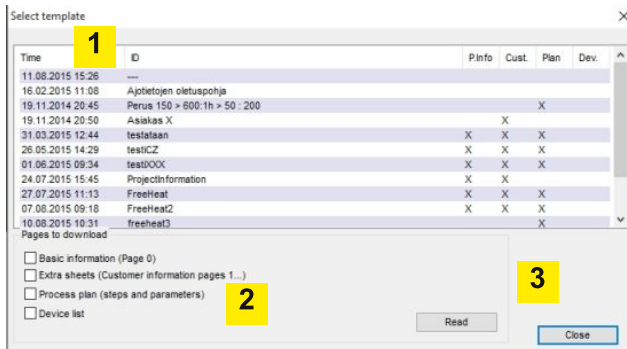 Select template
1
Time ID P.Info Cust. Plan Dev.
11.08.2015 15:26 ---
16.02.2015 11:08 Ajotietojen oletuspohja
19.11.2014 20:45 Perus 150 > 600:1h > 50 : 200 X
19.11.2014 20:50 Asiakas X X
31.03.2015 12:44 testataan X X X
26.05.2015 14:29 testiCZ X X X
01.06.2015 09:34 testIXXX X X X
24.07.2015 15:45 ProjectInformation X X
27.07.2015 11:13 FreeHeat X X X
07.08.2015 09:18 FreeHeat2 X X X
10.08.2015 10:31 freeheat3 X
Pages to download
Basic information (Page 0)
Extra sheets (Customer information pages 1...)
Process plan (steps and parameters)
Device list
2
3
Read
Close